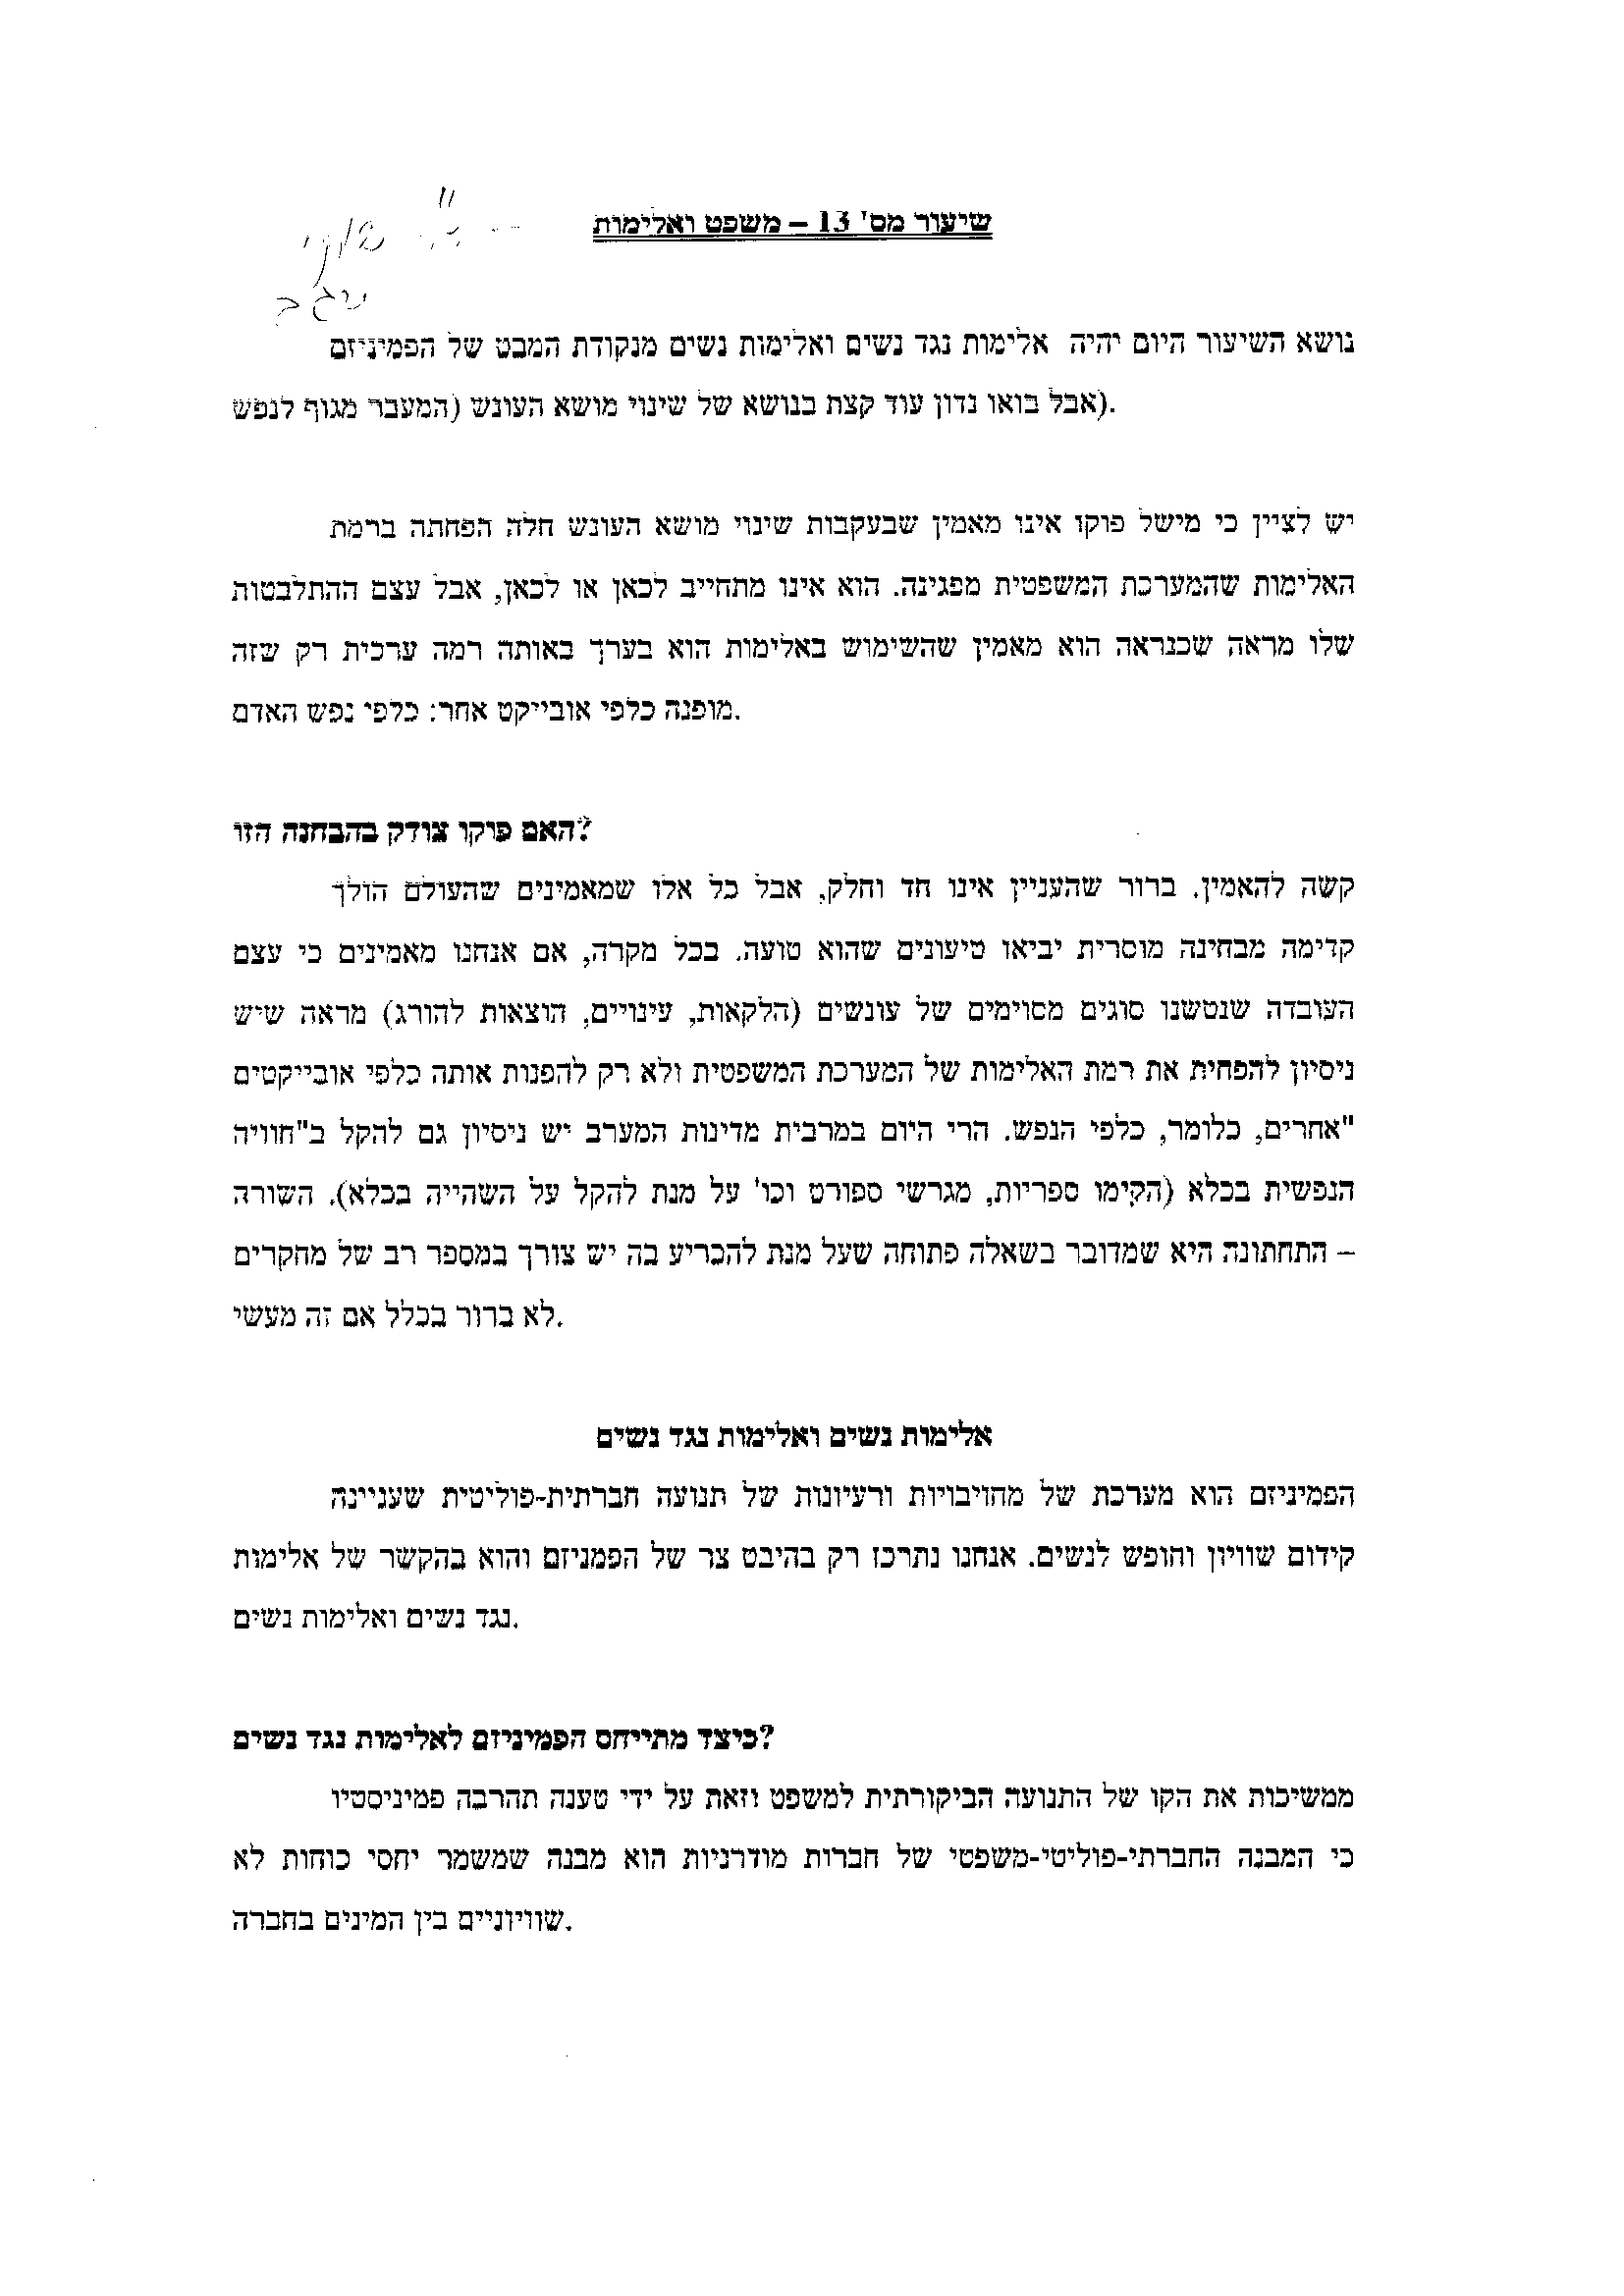 שיעור מס' 13 – משפט ואלימות
נושא השיעור היום יהיה אלימות נגד נשים ואלימות נשים מנקודת המבט של הפמיניזם
(אבל בואו נדון עוד קצת בנושא של שינוי מושא העונש (המעבר מגוף לנפש.
יש לציין כי מישל פוקו אינו מאמין שבעקבות שינוי מושא העונש חלה הפחתה ברמת
האלימות שהמערכת המשפטית מפגינה. הוא אינו מתחייב לכאן או לכאן, אבל עצם ההתלבטות
שלו מראה שכנראה הוא מאמין שהשימוש באלימות הוא בערך באותה רמה ערכית רק שזה
מופנה כלפי אובייקט אחר: כלפי נפש האדם.
?האם פוקו צודק בהבחנה הזו
קשה להאמין. ברור שהעניין אינו חד וחלק, אבל כל אלו שמאמינים שהעולם הולך
קדימה מבחינה מוסרית יביאו טיעונים שהוא טועה. בכל מקרה, אם אנחנו מאמינים כי עצם
העובדה שנטשנו סוגים מסוימים של עונשים (הלקאות, עינויים, הוצאות להורג) מראה שיש
ניסיון להפחית את רמת האלימות של המערכת המשפטית ולא רק להפנות אותה כלפי אובייקטים
"אחרים, כלומר, כלפי הנפש. הרי היום במרבית מדינות המערב יש ניסיון גם להקל ב"חוויה
הנפשית בכלא (הקימו ספריות, מגרשי ספורט וכו' על מנת להקל על השהייה בכלא). השורה
– התחתונה היא שמדובר בשאלה פתוחה שעל מנת להכריע בה יש צורך במספר רב של מחקרים
לא ברור בכלל אם זה מעשי.
אלימות נשים ואלימות נגד נשים
הפמיניזם הוא מערכת של מחויבויות ורעיונות של תנועה חברתית-פוליטית שעניינה
קידום שוויון וחופש לנשים. אנחנו נתרכז רק בהיבט צר של הפמניזם והוא בהקשר של אלימות
נגד נשים ואלימות נשים.
?כיצד מתייחס הפמיניזם לאלימות נגד נשים
ממשיכות את הקו של התנועה הביקורתית למשפט וזאת על ידי טענה תהרבה פמיניסטיו
כי המבנה החברתי-פוליטי-משפטי של חברות מודרניות הוא מבנה שמשמר יחסי כוחות לא
שוויוניים בין המינים בחברה.